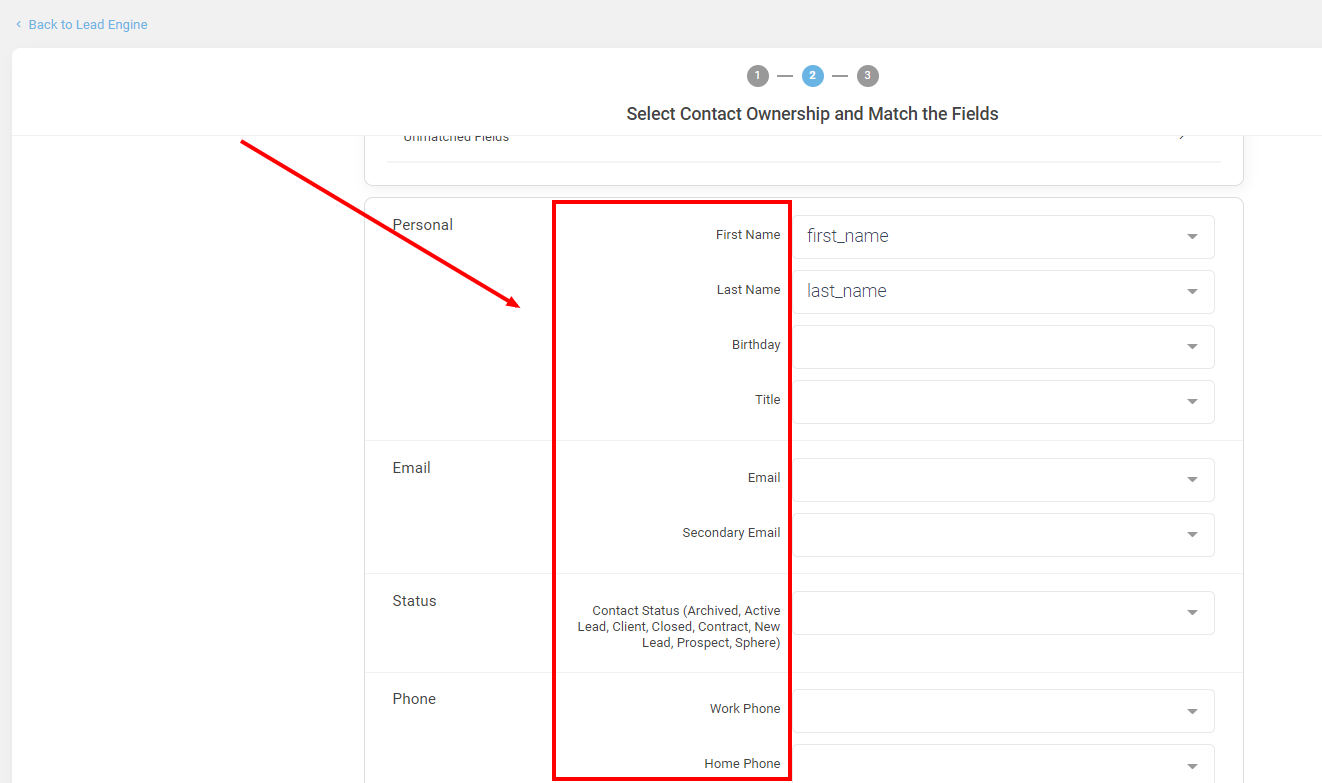 Back to Lead Engine
1
2
3
Select Contact Ownership and Match the Fields
Unmatched Fields
Personal
First Name
first_name
Last Name
last_name
Birthday
Title
Email
Email
Secondary Email
Status
Contact Status (Archived, Active
Lead, Client, Closed, Contract, New
Lead, Prospect, Sphere)
Phone
Work Phone
Home Phone